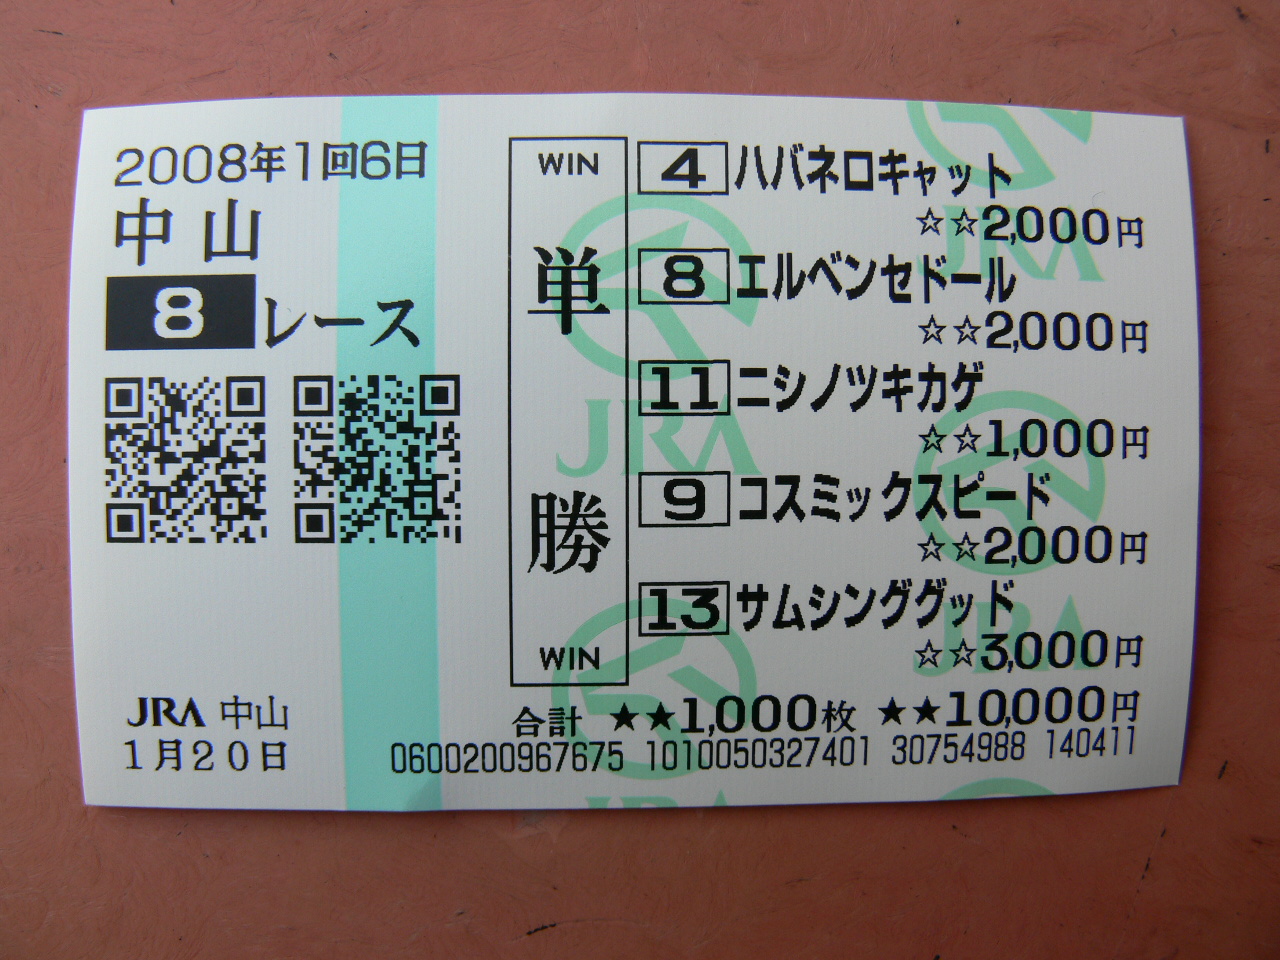 2008年1回6日
中山
8レース
JRA 中山
1月20日
WIN
単勝
WIN
4 ハバネロキャット
☆☆2,000円
8 エルベンセドール
☆☆2,000円
11 ニシノツキカゲ
☆☆1,000円
9 コスミックスピード
☆☆2,000円
13 サムシンググッド
☆☆3,000円
合計 ★★1,000枚 ★★10,000円
0600200967675 1010050327401 30754988 140411
JRA
JRA
JRA
JRA
JRA